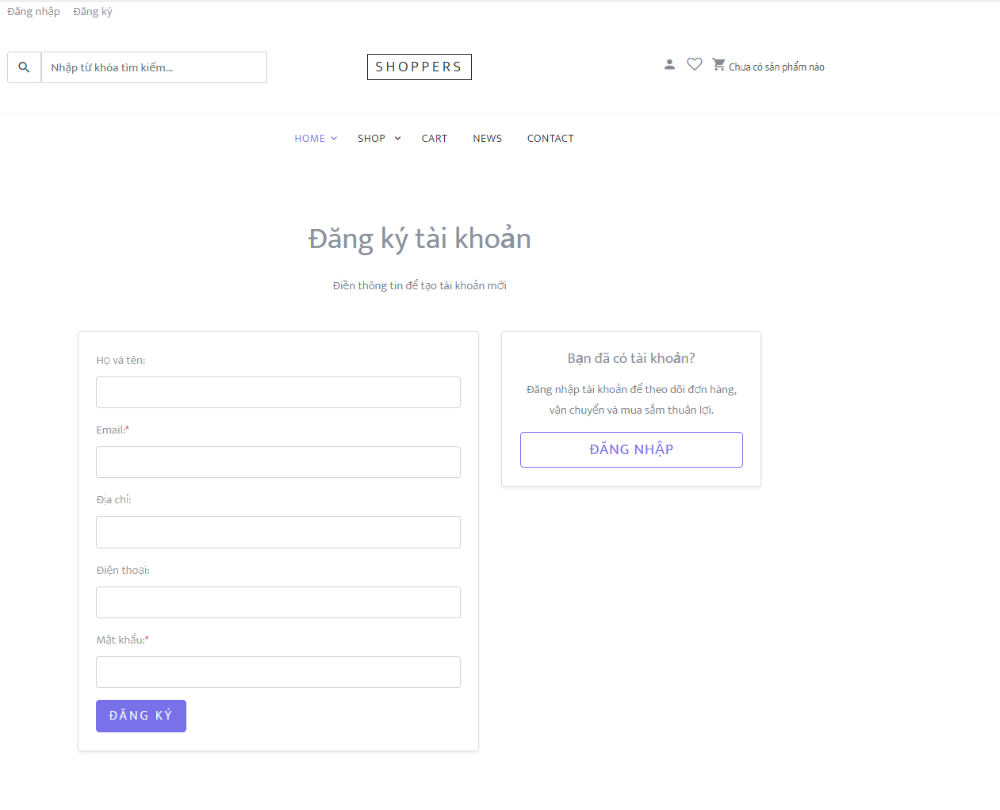 Đăng nhập Đăng ký
Nhập từ khóa tìm kiếm...
SHOPPERS
Chưa có sản phẩm nào
HOME SHOP CART NEWS CONTACT
Đăng ký tài khoản
Điền thông tin để tạo tài khoản mới
Họ và tên:
Email:*
Địa chỉ:
Điện thoại:
Mật khẩu:*
ĐĂNG KÝ
Bạn đã có tài khoản?
Đăng nhập tài khoản để theo dõi đơn hàng,
vận chuyển và mua sắm thuận lợi.
ĐĂNG NHẬP